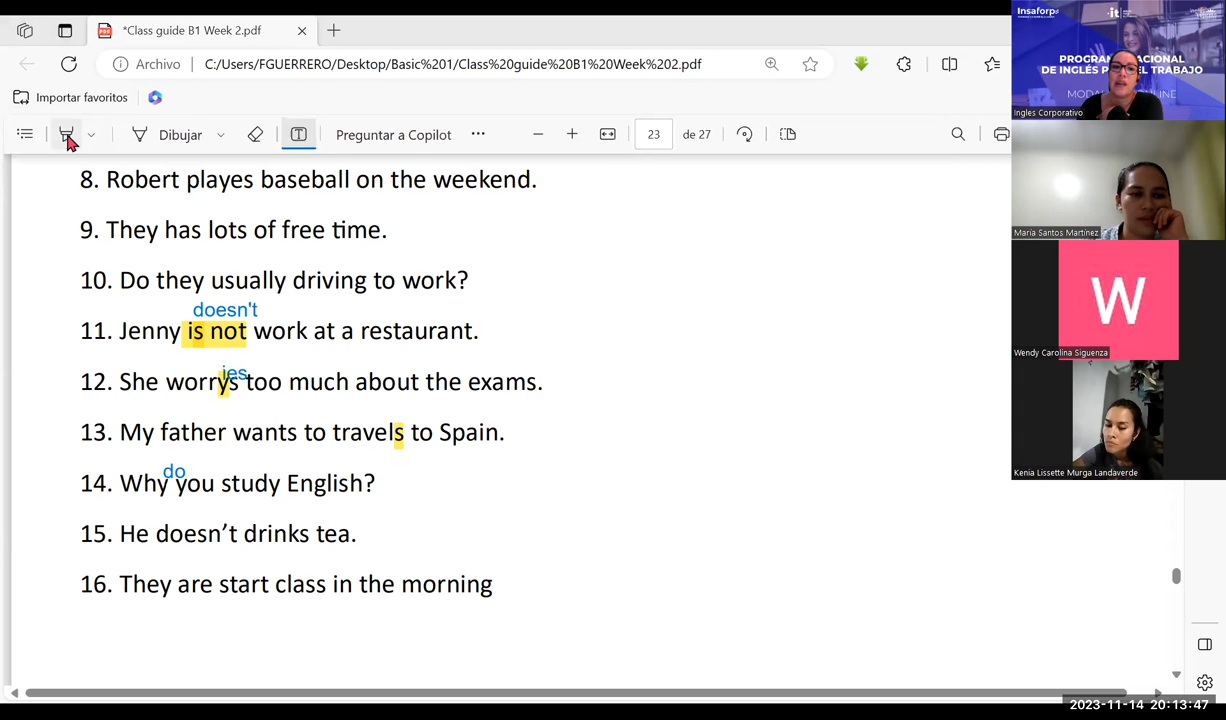 *Class guide B1 Week 2.pdf
Archivo
C:/Users/FGUERRERO/Desktop/Basic%201/Class%20guide%20B1%20Week%202.pdf
Importar favoritos
Dibujar
Preguntar a Copilot
23 de 27
8. Robert playes baseball on the weekend.
9. They has lots of free time.
10. Do they usually driving to work?
doesn't
11. Jenny is not work at a restaurant.
ies
12. She worrys too much about the exams.
13. My father wants to travels to Spain.
do
14. Why you study English?
15. He doesn't drinks tea.
16. They are start class in the morning
Insaforp
it
PROGRAMA NACIONAL
DE INGLÉS PARA EL TRABAJO
Ingles Corporativo
María Santos Martínez
W
Wendy Carolina Siguenza
Kenia Lissette Murga Landaverde
2023-11-14 20:13:47